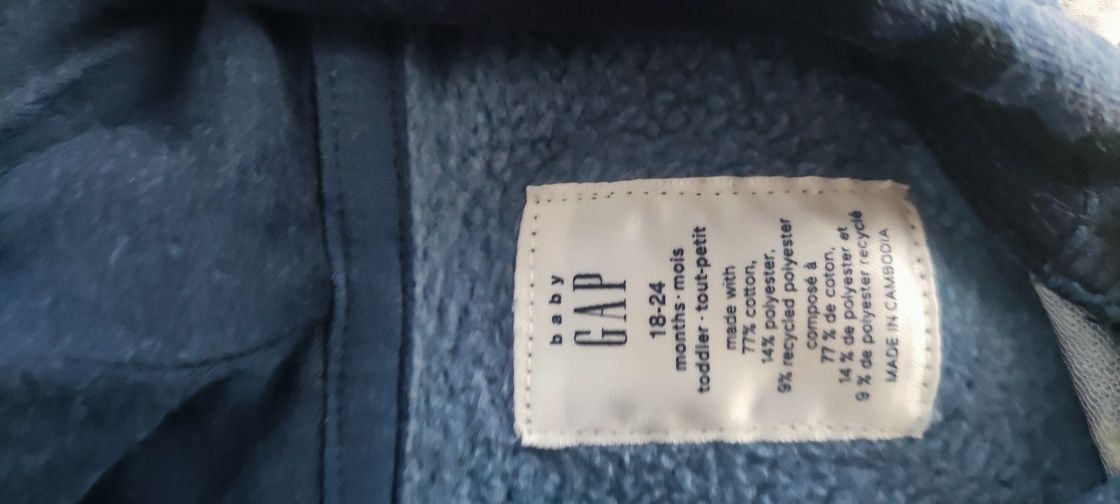 baby
GAP
18-24
months·mois
toddler·tout-petit
made with
77% cotton,
14% polyester,
9% recycled polyester
composé à
77 % de coton,
14 % de polyester et
9 % de polyester recyclé
MADE IN CAMBODIA